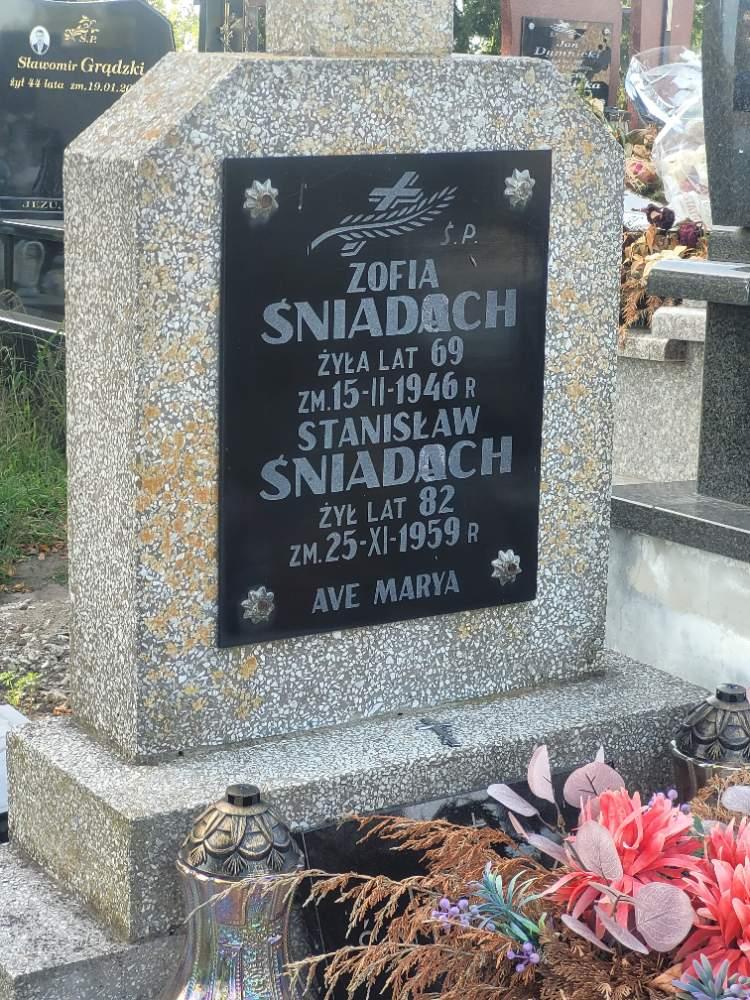 Ś.P.
Sławomir Grądzki
żył 44 lata zm.19.01.20
JEZU,
Jan
Ś.P.
ZOFIA
ŚNIADACH
ŻYŁA LAT 69
ZM.15-II-1946 R
STANISŁAW
ŚNIADACH
ŻYŁ LAT 82
ZM.25-XI-1959 R
AVE MARYA